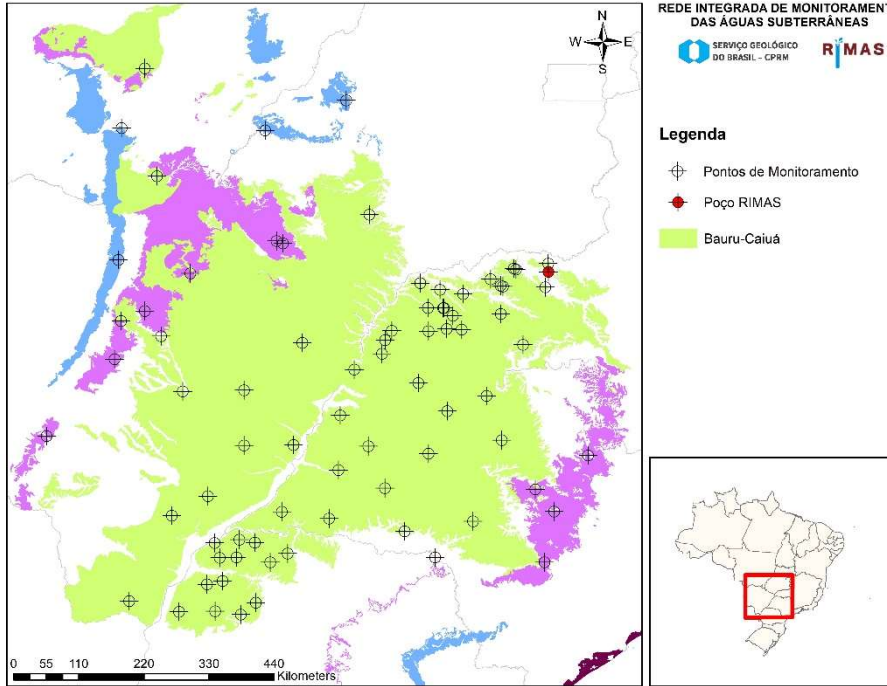 REDE INTEGRADA DE MONITORAMEN
DAS ÁGUAS SUBTERRÂNEAS
SERVIÇO GEOLÓGICO
DO BRASIL – CPRM
RIMAS
N
W E
S
Legenda
Pontos de Monitoramento
Poço RIMAS
Bauru-Caiuá
0 55 110 220 330 440
Kilometers